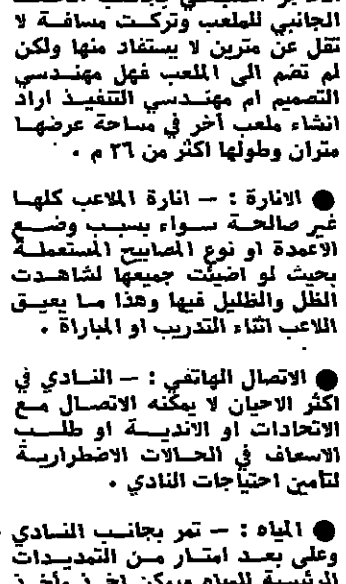 الجانبي للملعب وتركت مسافة لا
تقل عن مترين لا يستفاد منها ولكن
لم تضم الى الملعب فهل مهندسي
التصميم ام مهندسي التنفيذ اراد
انشاء ملعب آخر في مساحة عرضها
متران وطولها اكثر من ٢٦ م ٠
● الانارة : — انارة الملاعب كلها
غير صالحة سواء بسبب وضع
الاعمدة او نوع المصابيح المستعملة
بحيث لو اضيئت جميعها لشاهدت
الظل والظليل فيها وهذا ما يعيق
اللاعب اثناء التدريب او المباراة ٠
● الاتصال الهاتفي : — النادي في
اكثر الاحيان لا يمكنه الاتصال مع
الاتحادات او الاندية او طلب
الاسعاف في الحالات الاضطرارية
لتأمين احتياجات النادي ٠
● المياه : — تمر بجانب النادي
وعلى بعد امتار من التمديدات